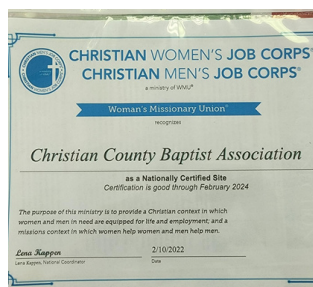 CHRISTIAN WOMEN'S JOB CORPS®
CHRISTIAN MEN'S JOB CORPS®
a ministry of WMU®
Woman's Missionary Union®
recognizes
Christian County Baptist Association
as a Nationally Certified Site
Certification is good through February 2024
The purpose of this ministry is to provide a Christian context in which
women and men in need are equipped for life and employment; and a
missions context in which women help women and men help men.
Lena Kappen 2/10/2022
Lena Kappen, National Coordinator Date